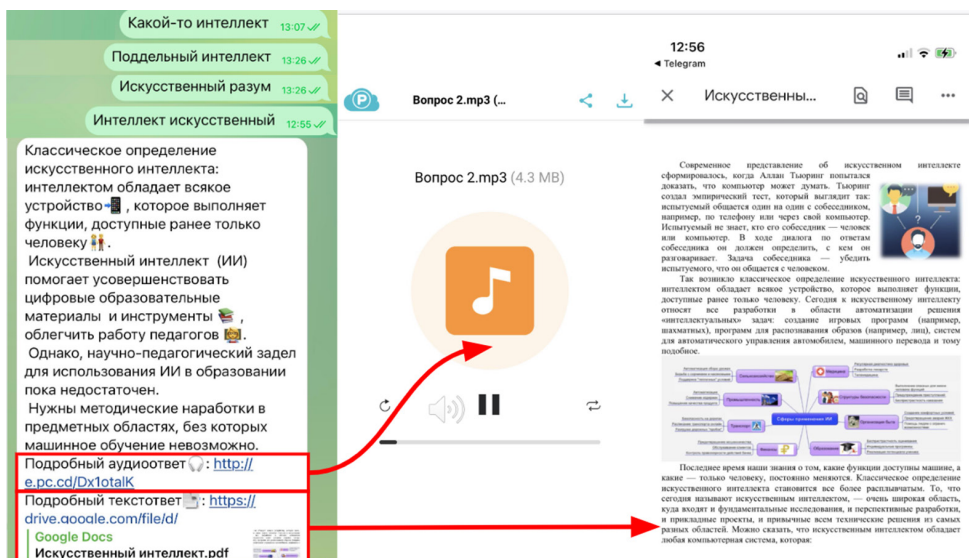 Какой-то интеллект 13:07
Поддельный интеллект 13:26
Искусственный разум 13:26
Интеллект искусственный 12:55
Классическое определение
искусственного интеллекта:
интеллектом обладает всякое
устройство📲, которое выполняет
функции, доступные ранее только
человеку👫.
Искусственный интеллект (ИИ)
помогает усовершенствовать
цифровые образовательные
материалы и инструменты📚,
облегчить работу педагогов👩‍🏫.
Однако, научно-педагогический задел
для использования ИИ в образовании
пока недостаточен.
Нужны методические наработки в
предметных областях, без которых
машинное обучение невозможно.
Подробный аудиоответ🎧: http://
e.pc.cd/Dx1otalK
Подробный текстответ📄: https://
drive.google.com/file/d/
Google Docs
Искусственный интеллект.pdf
P
Вопрос 2.mp3 (...
Вопрос 2.mp3 (4.3 MB)
12:56
◀ Telegram
Искусственны...
Современное представление об искусственном интеллекте
сформировалось, когда Аллан Тьюринг попытался
доказать, что компьютер может думать. Тьюринг
создал эмпирический тест, который выглядит так:
испытуемый общается один на один с собеседником,
например, по телефону или через свой компьютер.
Испытуемый не знает, кто его собеседник — человек
или компьютер. В ходе диалога по ответам
собеседника он должен определить, с кем он
разговаривает. Задача собеседника — убедить
испытуемого, что он общается с человеком.
Так возникло классическое определение искусственного интеллекта:
интеллектом обладает всякое устройство, которое выполняет функции,
доступные ранее только человеку. Сегодня к искусственному интеллекту
относят все разработки в области автоматизации решения
«интеллектуальных» задач: создание игровых программ (например,
шахматных), программ для распознавания образов (например, лиц), систем
для автоматического управления автомобилем, машинного перевода и тому
подобное.
Сельское хозяйство
Медицина
Промышленность
Структуры безопасности
Сферы применения ИИ
Транспорт
Организация быта
Финансы
Образование
Последнее время наши знания о том, какие функции доступны машине, а
какие — только человеку, постоянно меняются. Классическое определение
искусственного интеллекта становится все более расплывчатым. То, что
сегодня называют искусственным интеллектом, — очень широкая область,
куда входят и фундаментальные исследования, и перспективные разработки,
и прикладные проекты, и привычные всем технические решения из самых
разных областей. Можно сказать, что искусственным интеллектом обладает
любая компьютерная система, которая: